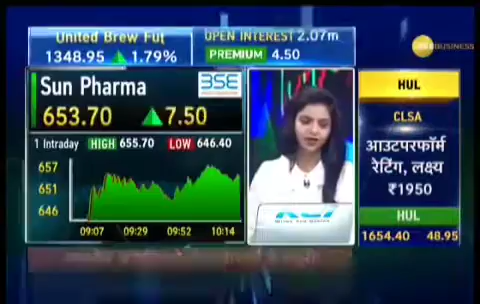 United Brew Fut
1348.95 1.79%
OPEN INTEREST 2.07m
PREMIUM 4.50
BUSINESS
Sun Pharma
BSE
653.70 7.50
1 Intraday HIGH 655.70 LOW 646.40
657
651
646
09:07 09:29 09:52 10:14
HUL
CLSA
आउटपरफॉर्म
रेटिंग, लक्ष्य
₹1950
HUL
1654.40 48.95